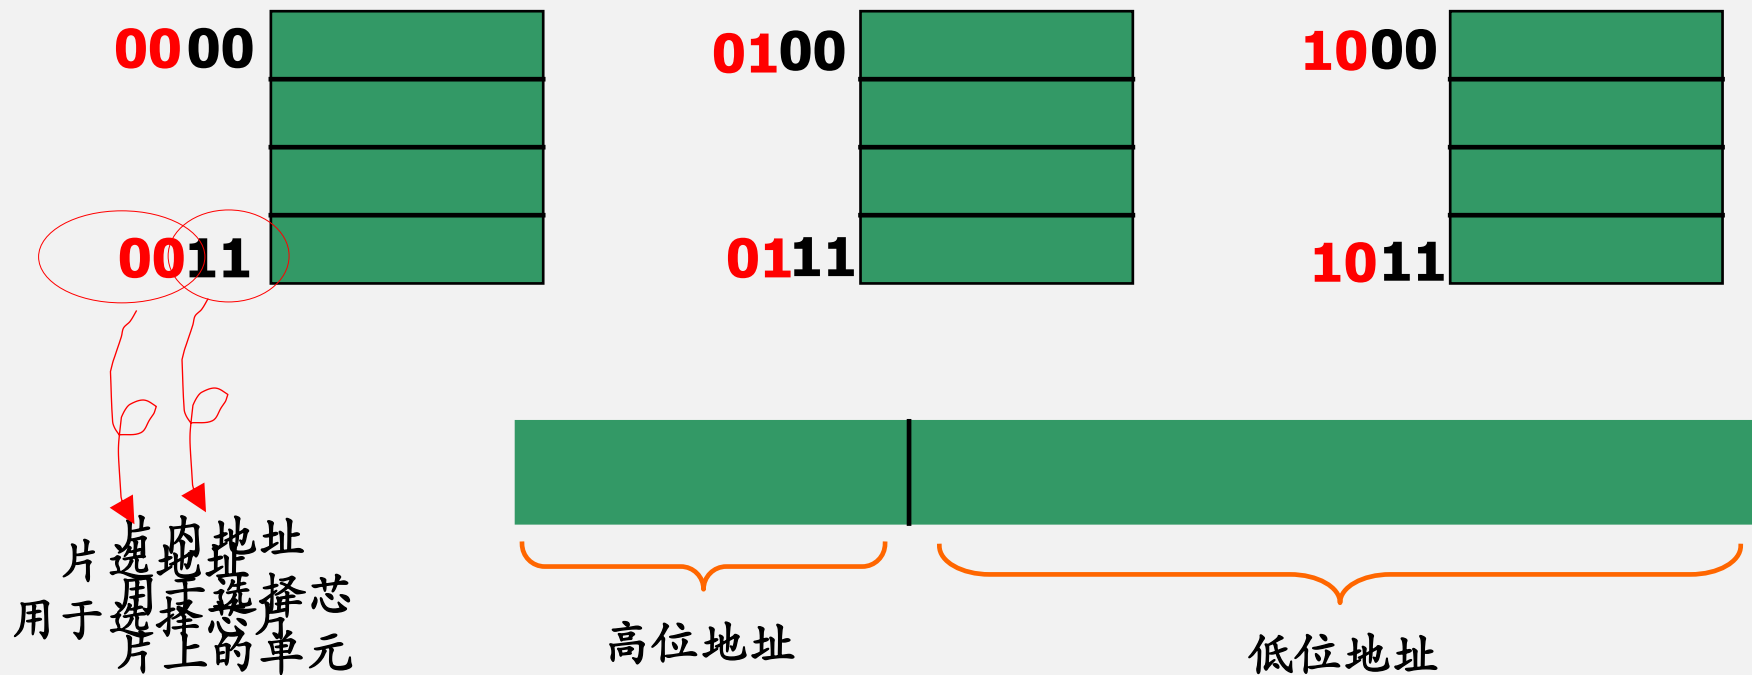 0000
0100
1000
0011
0111
1011
片选地址
用于选择芯片
片内地址
用于选择芯
片上的单元
高位地址
低位地址